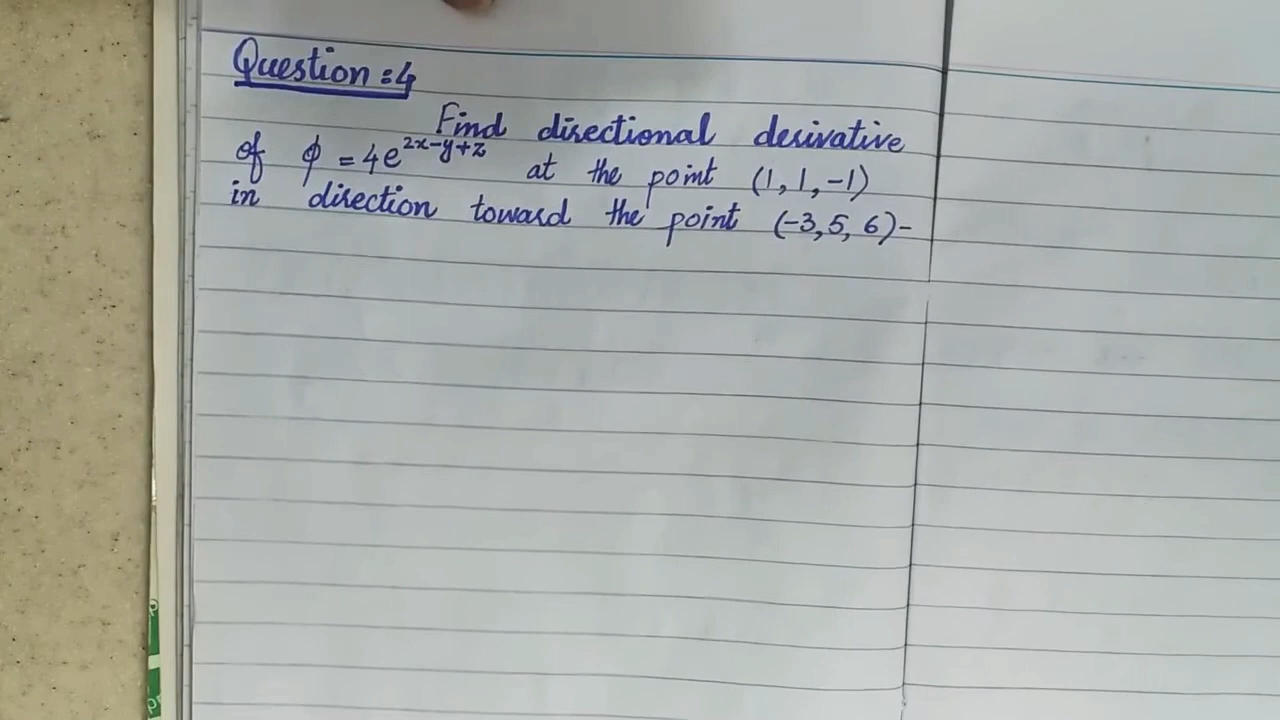 Question :4
Find directional derivative
of ϕ = 4e^{2x-y+z} at the point (1, 1, -1)
in direction toward the point (-3, 5, 6)-